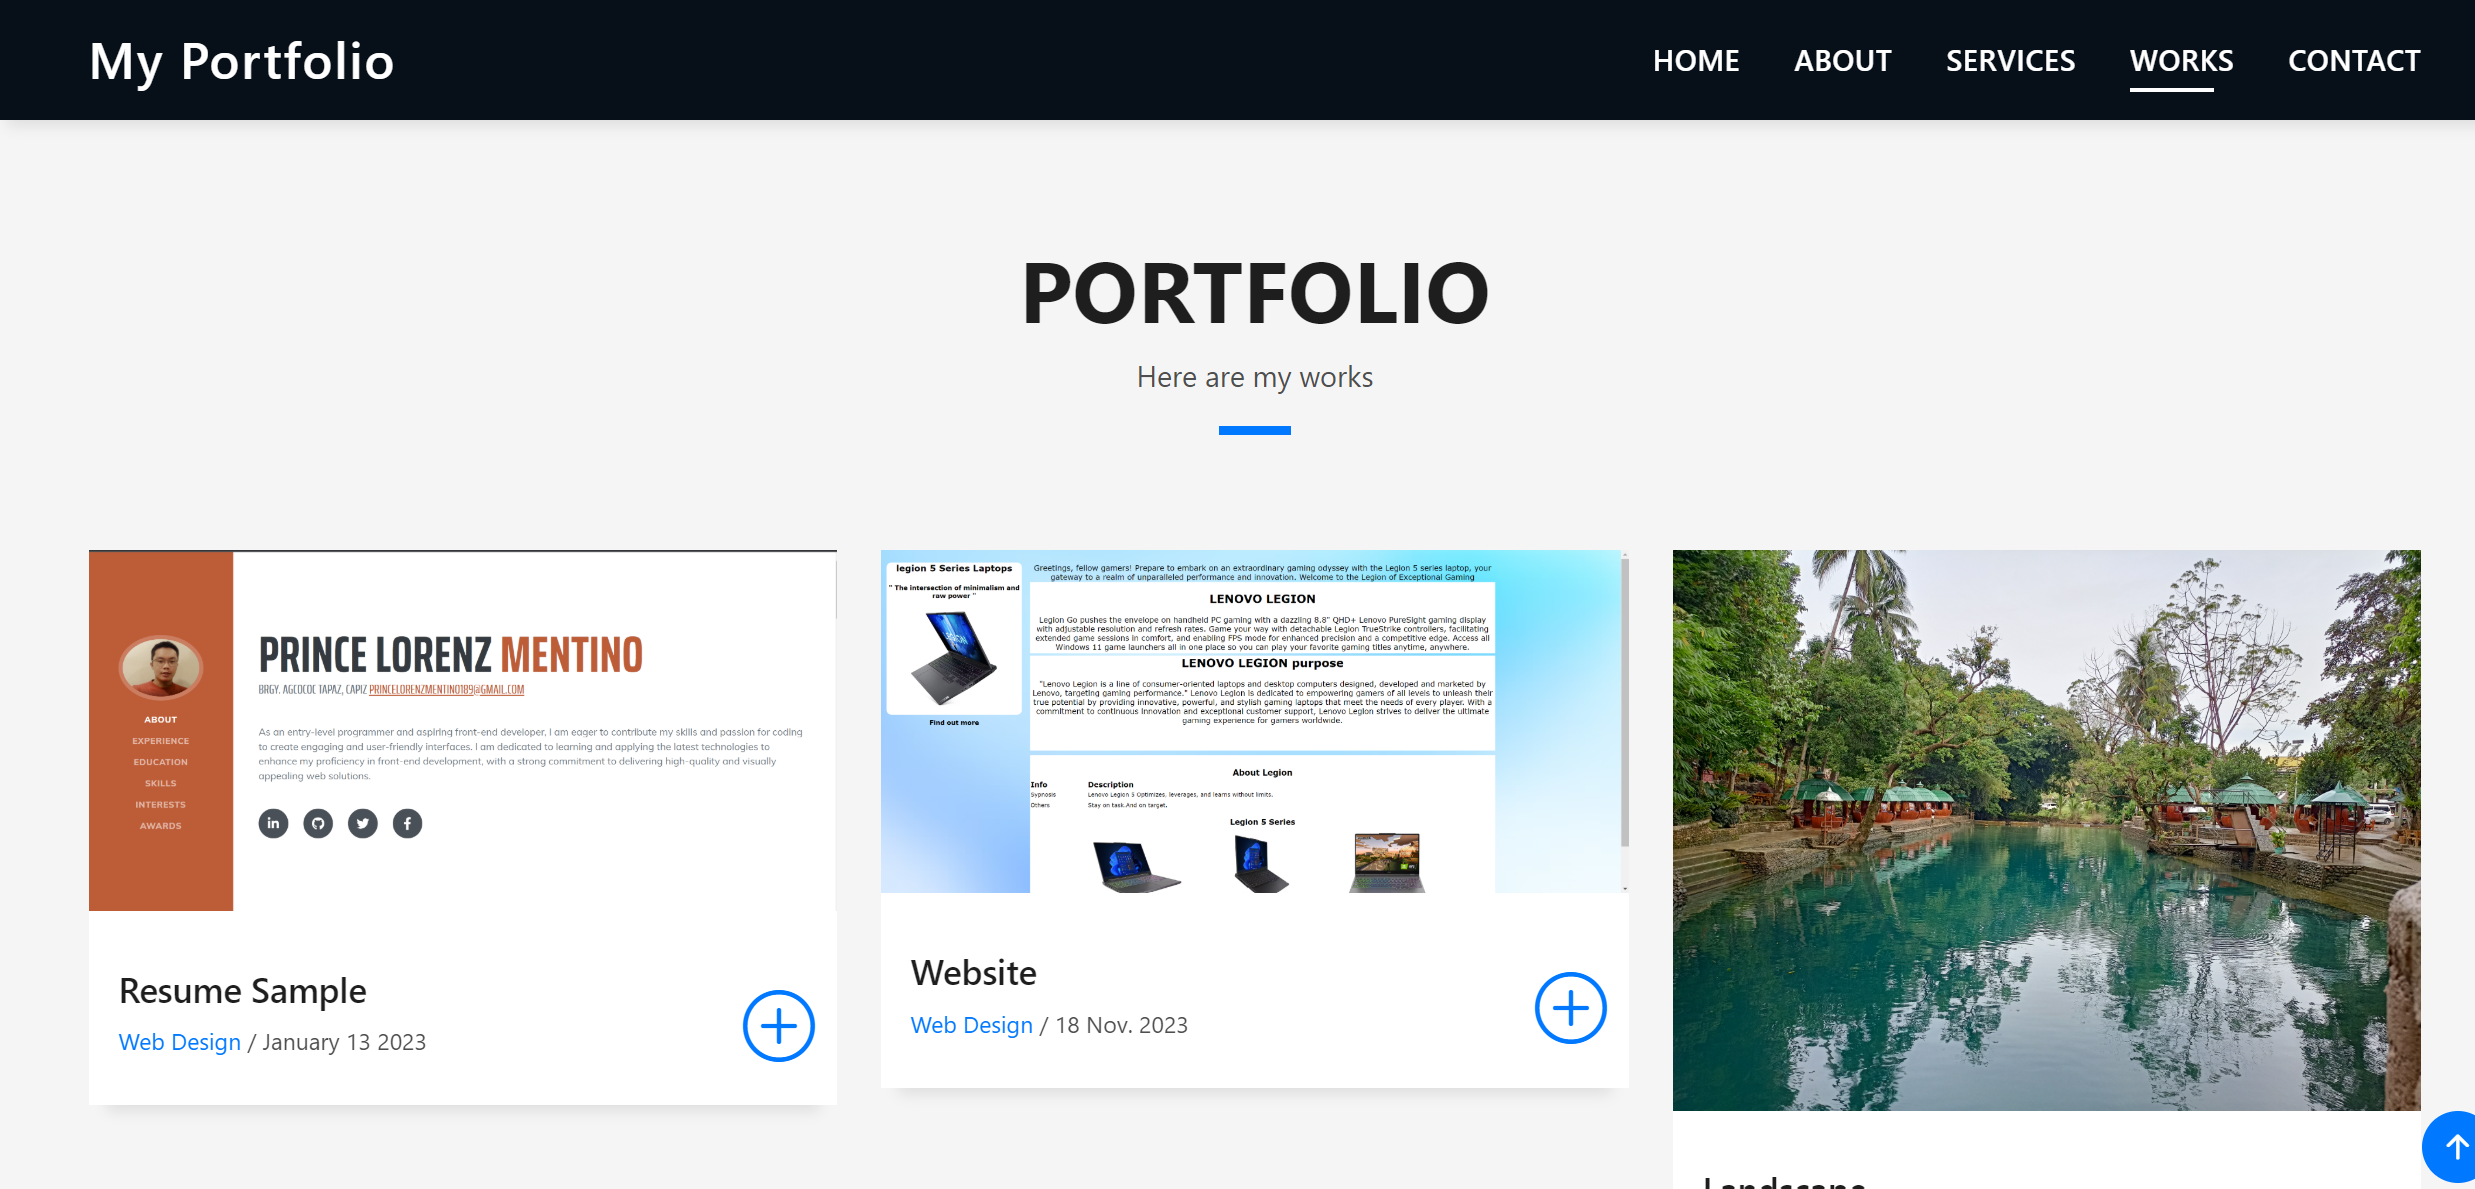 My Portfolio
HOME ABOUT SERVICES WORKS CONTACT
PORTFOLIO
Here are my works
PRINCE LORENZ MENTINO
BRGY. AGCOCOC TAPAZ, CAPIZ PRINCELORENZMENTINO189@GMAIL.COM
ABOUT
EXPERIENCE
EDUCATION
SKILLS
INTERESTS
AWARDS
As an entry-level programmer and aspiring front-end developer, I am eager to contribute my skills and passion for coding
to create engaging and user-friendly interfaces. I am dedicated to learning and applying the latest technologies to
enhance my proficiency in front-end development, with a strong commitment to delivering high-quality and visually
appealing web solutions.
Resume Sample
Web Design / January 13 2023
legion 5 Series Laptops
" The intersection of minimalism and
raw power "
Find out more
Greetings, fellow gamers! Prepare to embark on an extraordinary gaming odyssey with the Legion 5 series laptop, your
gateway to a realm of unparalleled performance and innovation. Welcome to the Legion of Exceptional Gaming
LENOVO LEGION
Legion Go pushes the envelope on handheld PC gaming with a dazzling 8.8" QHD+ Lenovo PureSight gaming display
with adjustable resolution and refresh rates. Game your way with detachable Legion TrueStrike controllers, facilitating
extended game sessions in comfort, and enabling FPS mode for enhanced precision and a competitive edge. Access all
Windows 11 game launchers all in one place so you can play your favorite gaming titles anytime, anywhere.
LENOVO LEGION purpose
"Lenovo Legion is a line of consumer-oriented laptops and desktop computers designed, developed and marketed by
Lenovo, targeting gaming performance." Lenovo Legion is dedicated to empowering gamers of all levels to unleash their
true potential by providing innovative, powerful, and stylish gaming laptops that meet the needs of every player. With a
commitment to continuous innovation and exceptional customer support, Lenovo Legion strives to deliver the ultimate
gaming experience for gamers worldwide.
About Legion
Info Description
Sypnosis Lenovo Legion 5 Optimizes, leverages, and learns without limits.
Others Stay on task.And on target.
Legion 5 Series
Website
Web Design / 18 Nov. 2023
Landscape